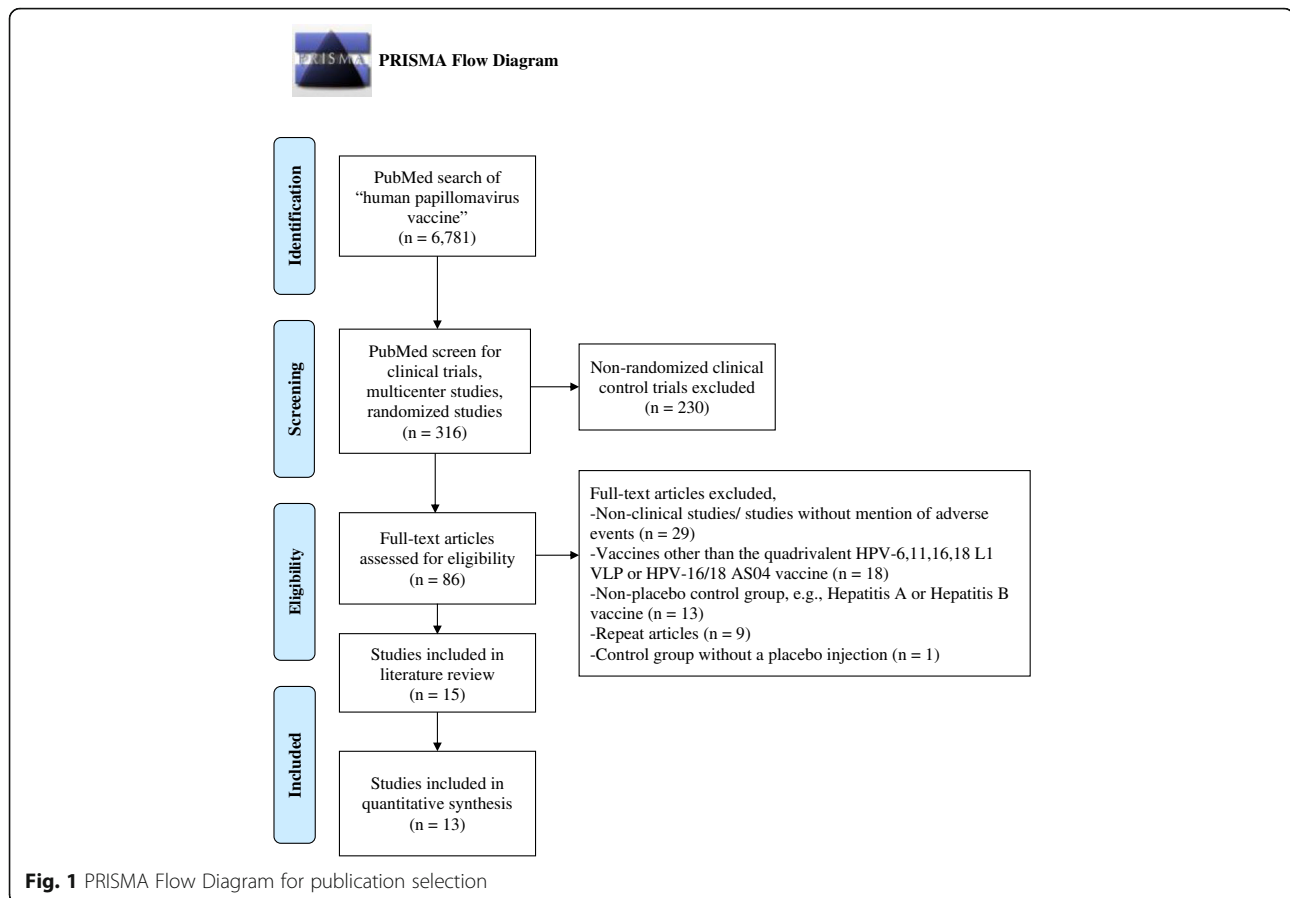 PRISMA
PRISMA Flow Diagram
Identification
PubMed search of
“human papillomavirus
vaccine”
(n = 6,781)
Screening
PubMed screen for
clinical trials,
multicenter studies,
randomized studies
(n = 316)
Non-randomized clinical
control trials excluded
(n = 230)
Eligibility
Full-text articles
assessed for eligibility
(n = 86)
Full-text articles excluded,
-Non-clinical studies/ studies without mention of adverse
events (n = 29)
-Vaccines other than the quadrivalent HPV-6,11,16,18 L1
VLP or HPV-16/18 AS04 vaccine (n = 18)
-Non-placebo control group, e.g., Hepatitis A or Hepatitis B
vaccine (n = 13)
-Repeat articles (n = 9)
-Control group without a placebo injection (n = 1)
Studies included in
literature review
(n = 15)
Included
Studies included in
quantitative synthesis
(n = 13)
Fig. 1 PRISMA Flow Diagram for publication selection